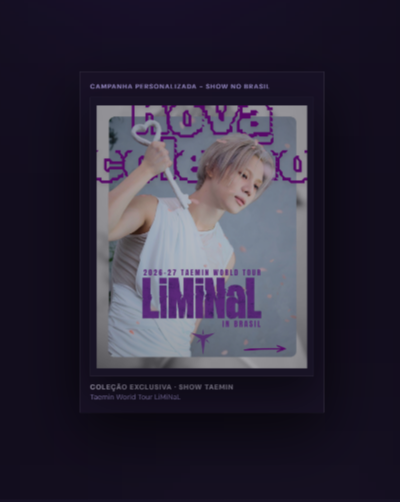 CAMPANHA PERSONALIZADA - SHOW NO BRASIL
nova
coleção
2026-27 TAEMIN WORLD TOUR
LiMiNaL
IN BRASIL
COLEÇÃO EXCLUSIVA · SHOW TAEMIN
Taemin World Tour LiMiNaL